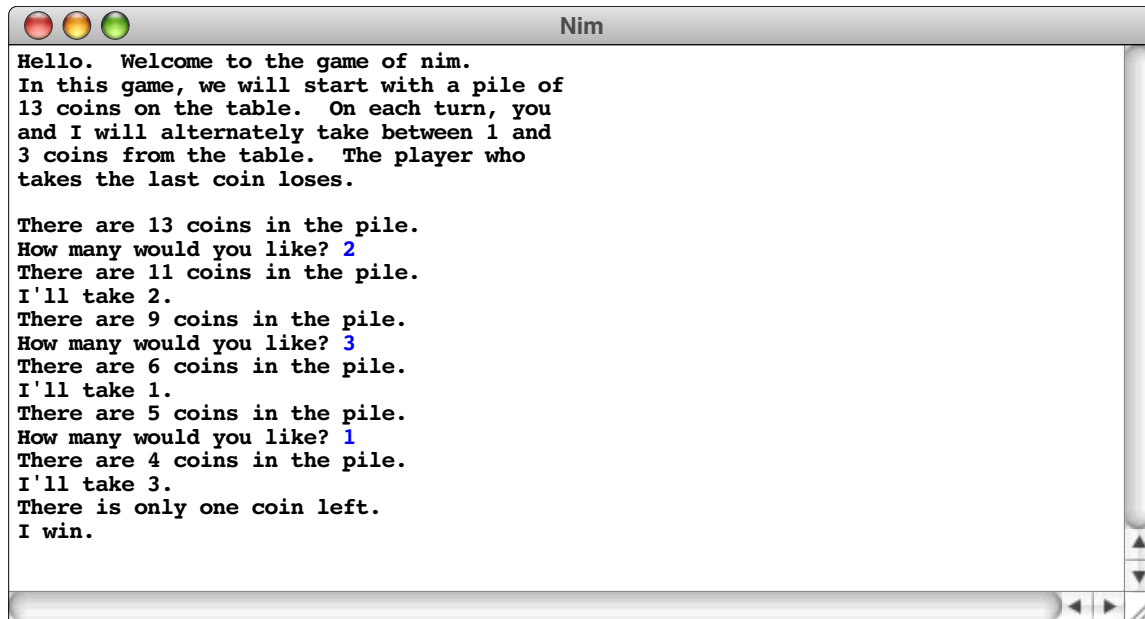 Nim
Hello.  Welcome to the game of nim.
In this game, we will start with a pile of
13 coins on the table.  On each turn, you
and I will alternately take between 1 and
3 coins from the table.  The player who
takes the last coin loses.

There are 13 coins in the pile.
How many would you like? 2
There are 11 coins in the pile.
I'll take 2.
There are 9 coins in the pile.
How many would you like? 3
There are 6 coins in the pile.
I'll take 1.
There are 5 coins in the pile.
How many would you like? 1
There are 4 coins in the pile.
I'll take 3.
There is only one coin left.
I win.